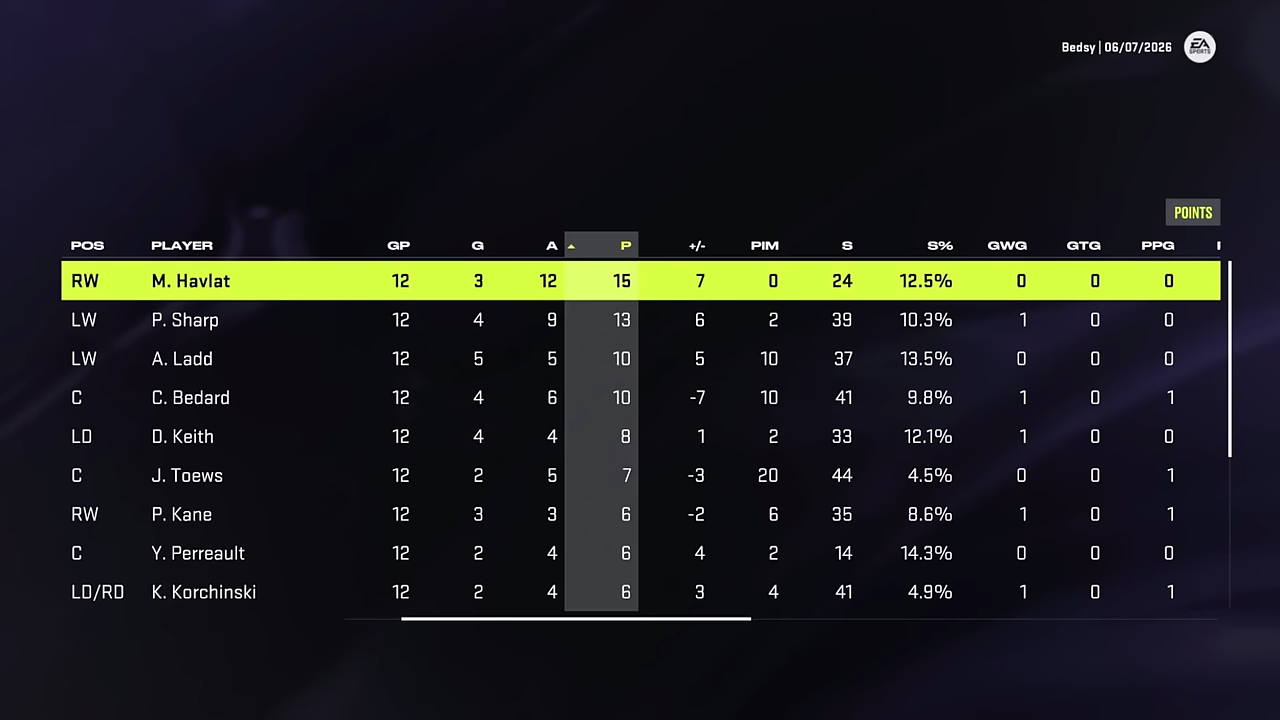 Bedsy | 06/07/2026 EA SPORTS
POINTS
POS PLAYER GP G A P +/- PIM S S% GWG GTG PPG
RW M. Havlat 12 3 12 15 7 0 24 12.5% 0 0 0
LW P. Sharp 12 4 9 13 6 2 39 10.3% 1 0 0
LW A. Ladd 12 5 5 10 5 10 37 13.5% 0 0 0
C C. Bedard 12 4 6 10 -7 10 41 9.8% 1 0 1
LD D. Keith 12 4 4 8 1 2 33 12.1% 1 0 0
C J. Toews 12 2 5 7 -3 20 44 4.5% 0 0 1
RW P. Kane 12 3 3 6 -2 6 35 8.6% 1 0 1
C Y. Perreault 12 2 4 6 4 2 14 14.3% 0 0 0
LD/RD K. Korchinski 12 2 4 6 3 4 41 4.9% 1 0 1